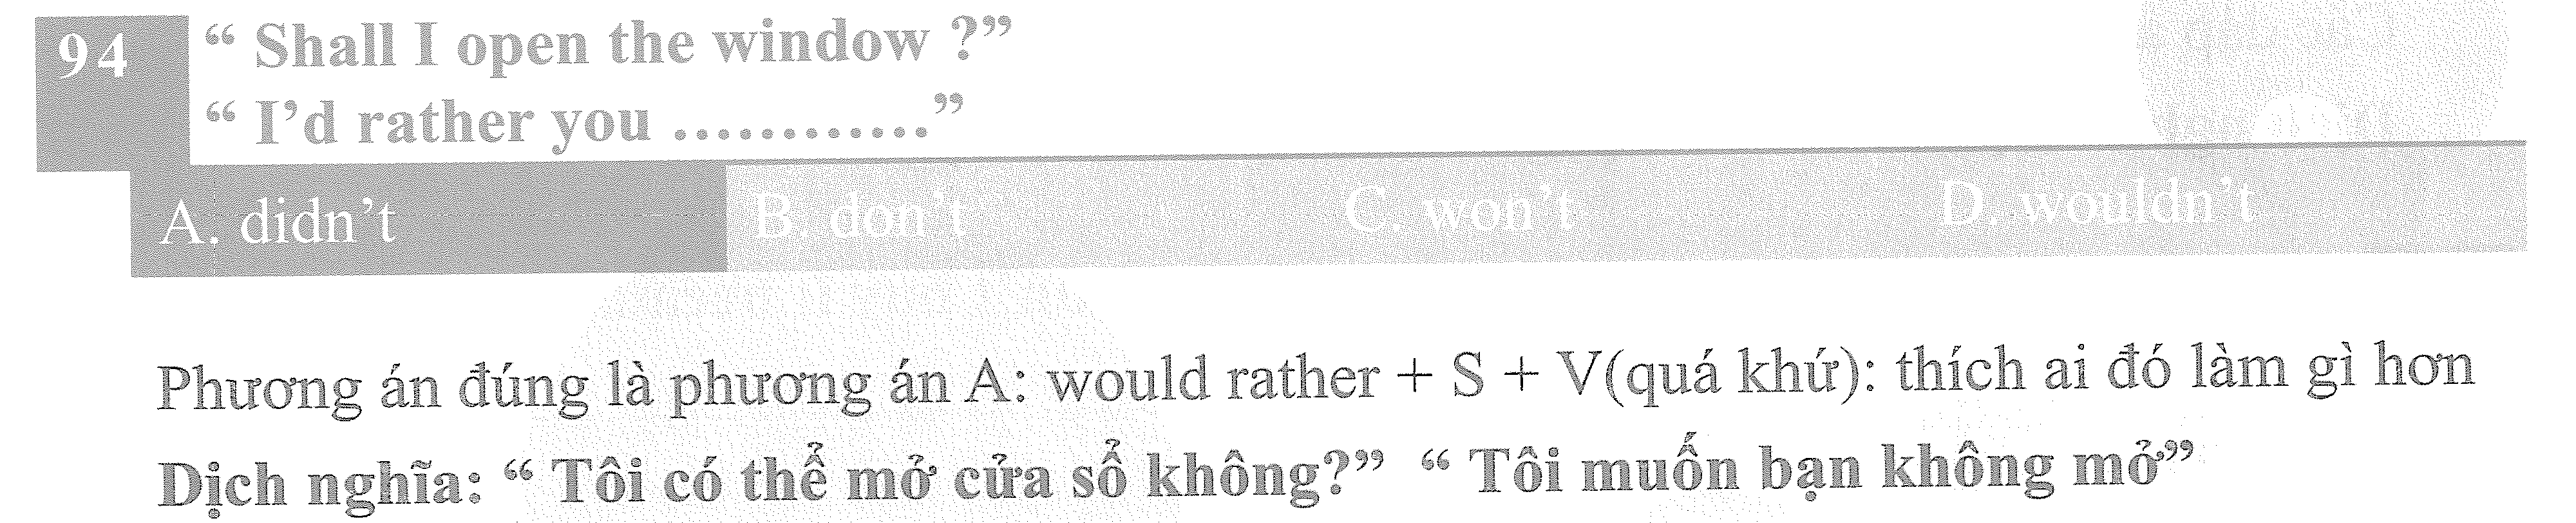 94
“ Shall I open the window ?”
“ I’d rather you ............”
A. didn’t B. don’t C. won’t D. wouldn’t
Phương án đúng là phương án A: would rather + S + V(quá khứ): thích ai đó làm gì hơn
Dịch nghĩa: “ Tôi có thể mở cửa sổ không?” “ Tôi muốn bạn không mở”